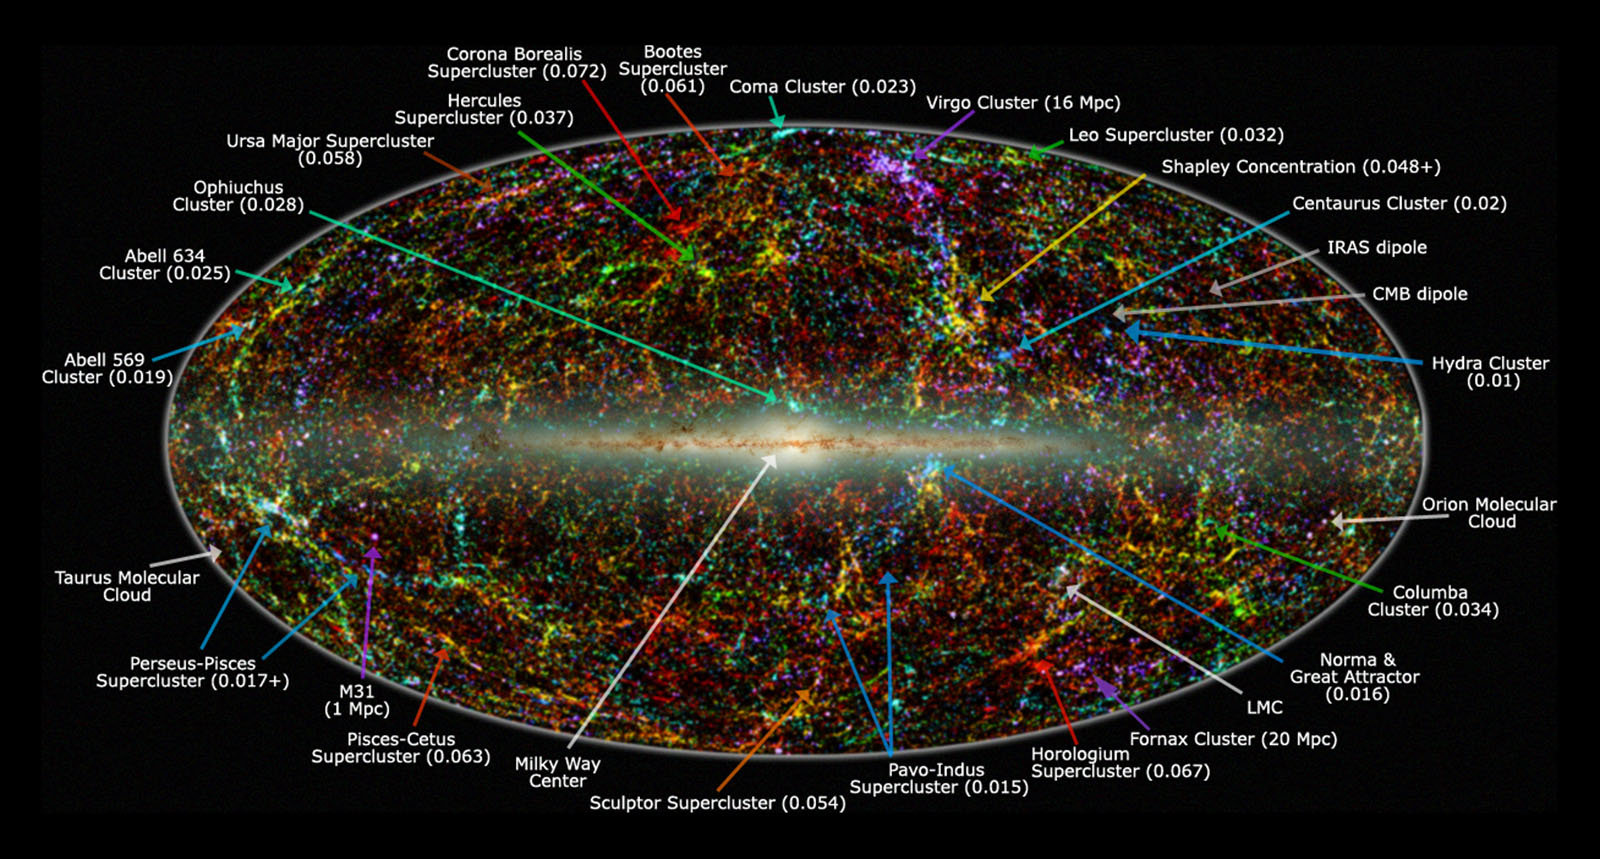 Corona Borealis
Supercluster (0.072)
Bootes
Supercluster
(0.061)
Coma Cluster (0.023)
Virgo Cluster (16 Mpc)
Hercules
Supercluster (0.037)
Leo Supercluster (0.032)
Ursa Major Supercluster
(0.058)
Shapley Concentration (0.048+)
Ophiuchus
Cluster (0.028)
Centaurus Cluster (0.02)
IRAS dipole
Abell 634
Cluster (0.025)
CMB dipole
Abell 569
Cluster (0.019)
Hydra Cluster
(0.01)
Orion Molecular
Cloud
Taurus Molecular
Cloud
Columba
Cluster (0.034)
Perseus-Pisces
Supercluster (0.017+)
Norma &
Great Attractor
(0.016)
M31
(1 Mpc)
LMC
Pisces-Cetus
Supercluster (0.063)
Fornax Cluster (20 Mpc)
Milky Way
Center
Horologium
Supercluster (0.067)
Pavo-Indus
Supercluster (0.015)
Sculptor Supercluster (0.054)